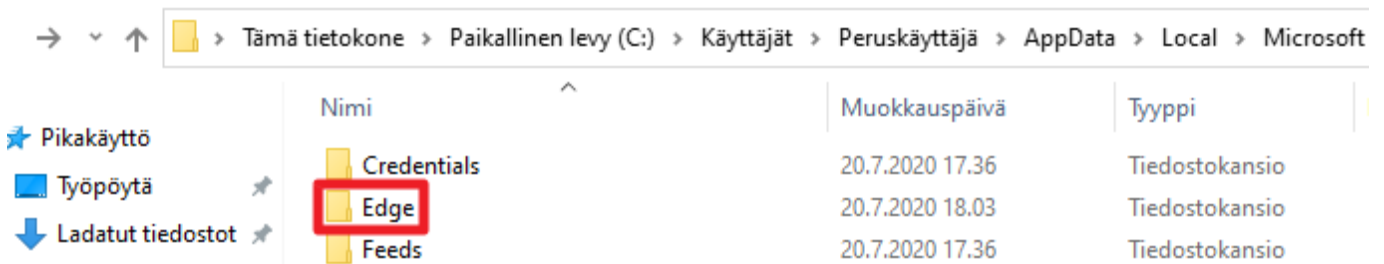 Tämä tietokone > Paikallinen levy (C:) > Käyttäjät > Peruskäyttäjä > AppData > Local > Microsoft
Nimi Muokkauspäivä Tyyppi
Pikakäyttö
Credentials 20.7.2020 17.36 Tiedostokansio
Työpöytä
Edge 20.7.2020 18.03 Tiedostokansio
Ladatut tiedostot
Feeds 20.7.2020 17.36 Tiedostokansio